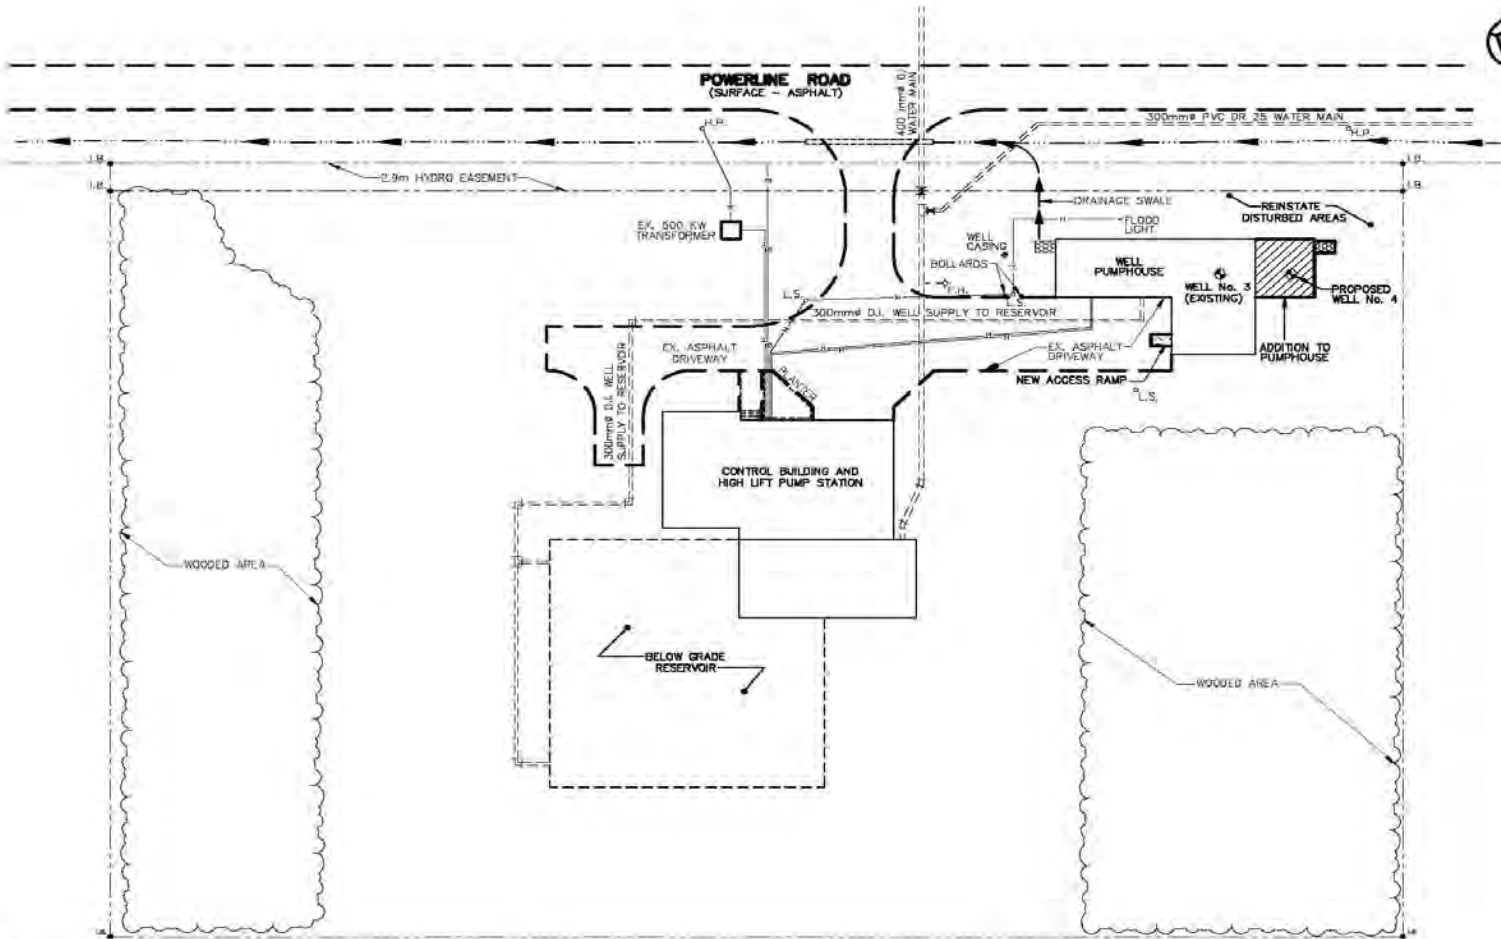 POWERLINE ROAD
(SURFACE - ASPHALT)
400 mmø D.I.
WATER MAIN
300mmø PVC DR 25 WATER MAIN
H.P.
H.P.
I.B.
I.B.
I.B.
I.B.
2.9m HYDRO EASEMENT
EX. 500 KW
TRANSFORMER
DRAINAGE SWALE
FLOOD
LIGHT
REINSTATE
DISTURBED AREAS
WELL
CASING
BOLLARDS
WELL
PUMPHOUSE
WELL No. 3
(EXISTING)
PROPOSED
WELL No. 4
F.H.
L.S.
L.S.
300mmø D.I. WELL SUPPLY TO RESERVOIR
EX. ASPHALT
DRIVEWAY
EX. ASPHALT
DRIVEWAY
ADDITION TO
PUMPHOUSE
NEW ACCESS RAMP
L.S.
PLANTER
300mmø D.I. WELL
SUPPLY TO RESERVOIR
CONTROL BUILDING AND
HIGH LIFT PUMP STATION
WOODED AREA
BELOW GRADE
RESERVOIR
WOODED AREA